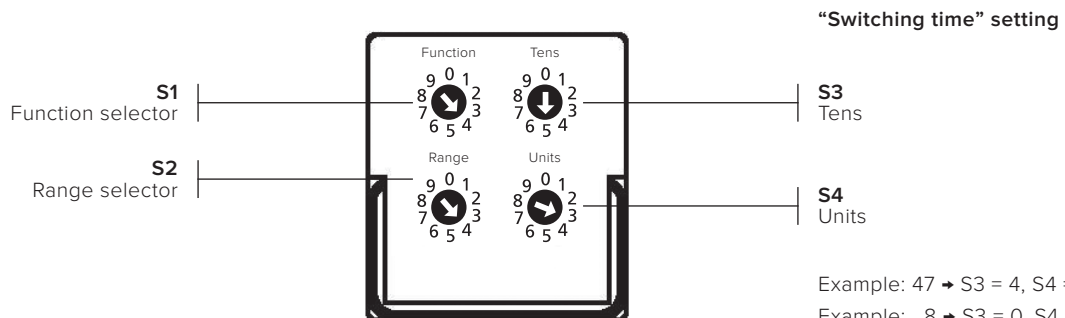 “Switching time” setting
Function
Tens
S1
Function selector
9 0 1
8 2
7 3
6 5 4
9 0 1
8 2
7 3
6 5 4
S3
Tens
S2
Range selector
Range
Units
9 0 1
8 2
7 3
6 5 4
9 0 1
8 2
7 3
6 5 4
S4
Units
Example: 47 ➔ S3 = 4, S4 =
Example: 8 ➔ S3 = 0, S4